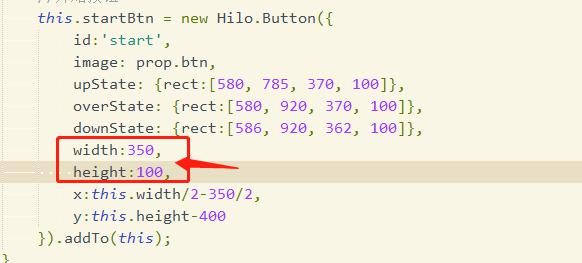 this.startBtn = new Hilo.Button({
id:'start',
image: prop.btn,
upState: {rect:[580, 785, 370, 100]},
overState: {rect:[580, 920, 370, 100]},
downState: {rect:[586, 920, 362, 100]},
width:350,
height:100,
x:this.width/2-350/2,
y:this.height-400
}).addTo(this);
}